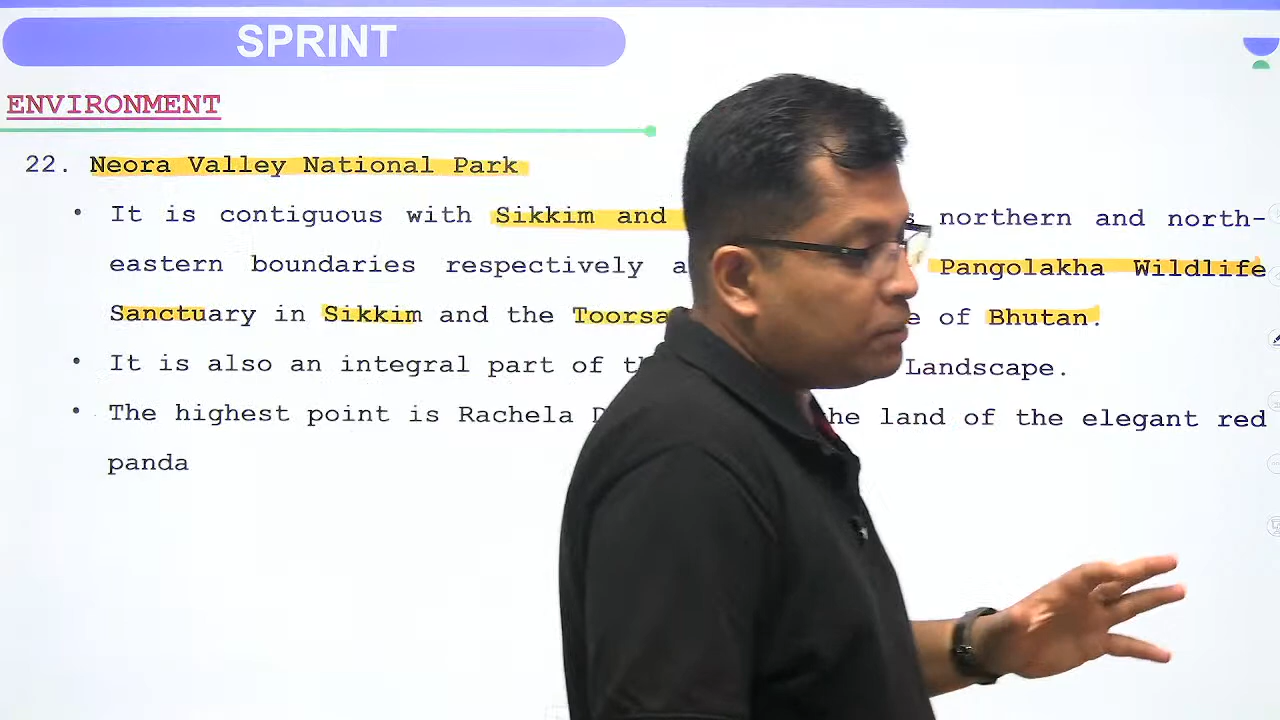 SPRINT
ENVIRONMENT
22. Neora Valley National Park
• It is contiguous with Sikkim and northern and north-
eastern boundaries respectively Pangolakha Wildlife
Sanctuary in Sikkim and the Toorsa of Bhutan.
• It is also an integral part of Landscape.
• The highest point is Rachela the land of the elegant red
panda